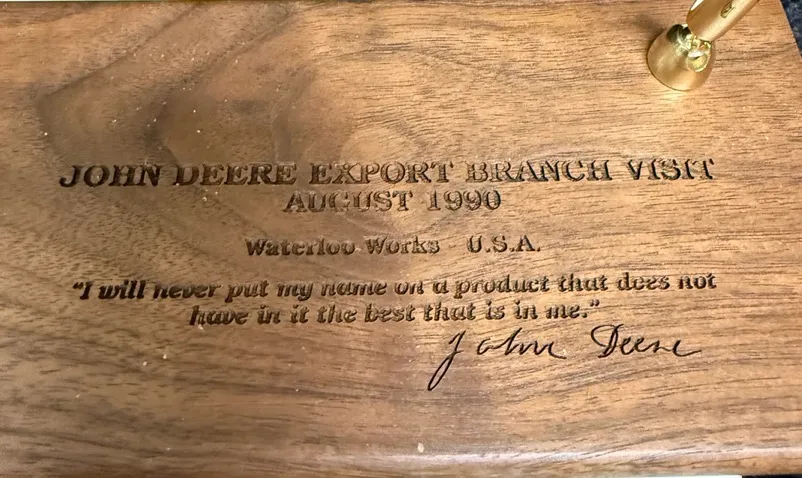 JOHN DEERE EXPORT BRANCH VISIT
AUGUST 1990
Waterloo Works U.S.A.
"I will never put my name on a product that does not
have in it the best that is in me."
John Deere